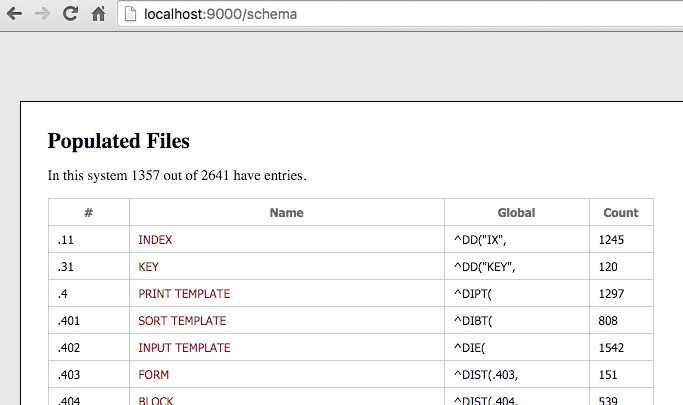 localhost:9000/schema
Populated Files
In this system 1357 out of 2641 have entries.
# Name Global Count
.11 INDEX ^DD("IX", 1245
.31 KEY ^DD("KEY", 120
.4 PRINT TEMPLATE ^DIPT( 1297
.401 SORT TEMPLATE ^DIBT( 808
.402 INPUT TEMPLATE ^DIE( 1542
.403 FORM ^DIST(.403, 151
.404 BLOCK ^DIST(.404, 539